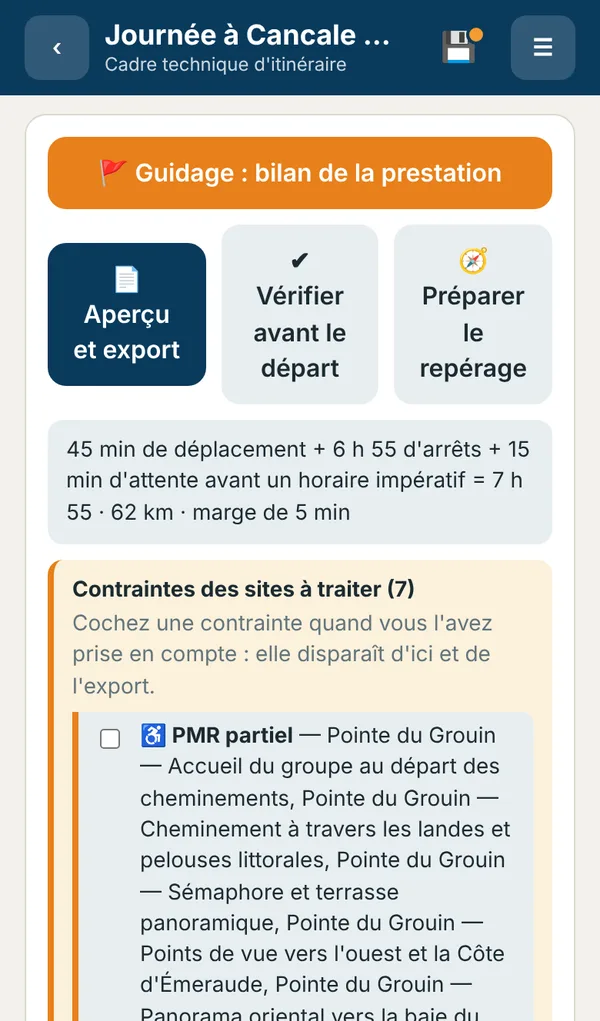 Journée à Cancale ...
Cadre technique d'itinéraire
Guidage : bilan de la prestation
Aperçu
et export
Vérifier
avant le
départ
Préparer
le
repérage
45 min de déplacement + 6 h 55 d'arrêts + 15
min d'attente avant un horaire impératif = 7 h
55 · 62 km · marge de 5 min
Contraintes des sites à traiter (7)
Cochez une contrainte quand vous l'avez
prise en compte : elle disparaît d'ici et de
l'export.
PMR partiel — Pointe du Grouin
— Accueil du groupe au départ des
cheminements, Pointe du Grouin —
Cheminement à travers les landes et
pelouses littorales, Pointe du Grouin
— Sémaphore et terrasse
panoramique, Pointe du Grouin —
Points de vue vers l'ouest et la Côte
d'Émeraude, Pointe du Grouin —
Panorama oriental vers la baie du